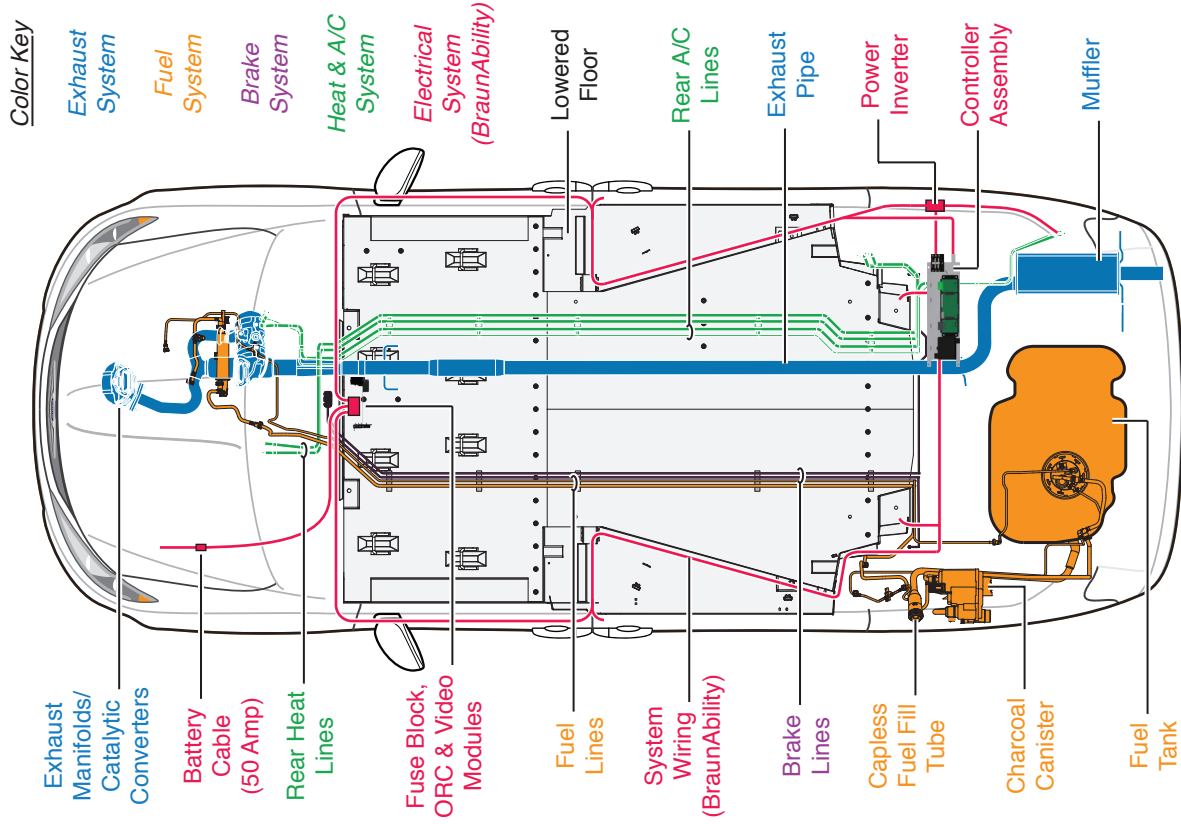 Color Key
Exhaust
System
Fuel
System
Brake
System
Heat & A/C
System
Electrical
System
(BraunAbility)
Lowered
Floor
Rear A/C
Lines
Exhaust
Pipe
Power
Inverter
Controller
Assembly
Muffler
Exhaust
Manifolds/
Catalytic
Converters
Battery
Cable
(50 Amp)
Rear Heat
Lines
Fuse Block,
ORC & Video
Modules
Fuel
Lines
System
Wiring
(BraunAbility)
Brake
Lines
Capless
Fuel Fill
Tube
Charcoal
Canister
Fuel
Tank